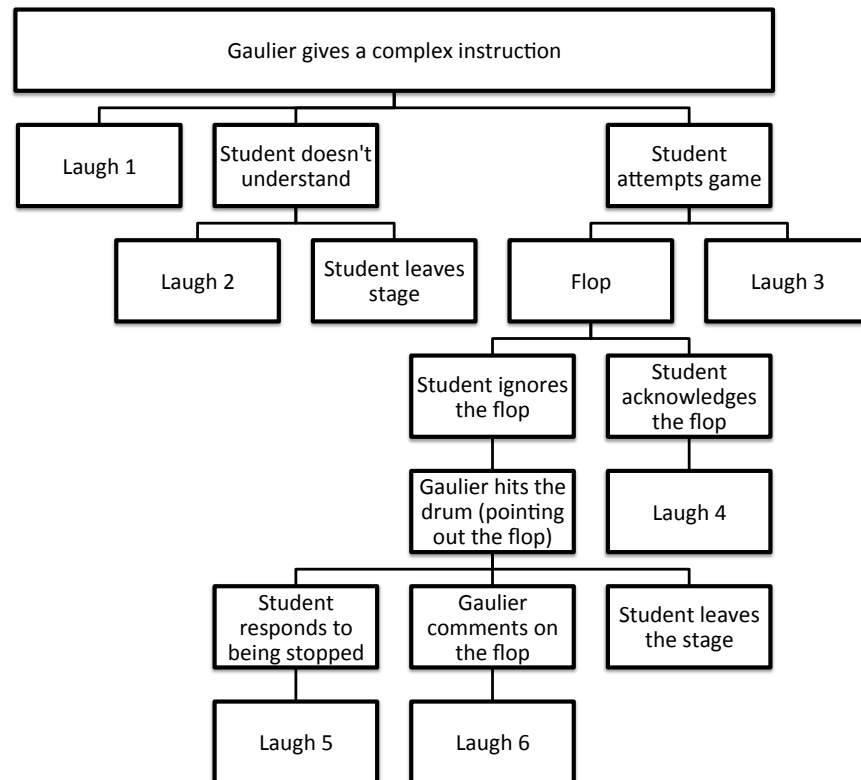 Gaulier gives a complex instruction
Laugh 1
Student doesn't
understand
Student
attempts game
Laugh 2
Student leaves
stage
Flop
Laugh 3
Student ignores
the flop
Student
acknowledges
the flop
Gaulier hits the
drum (pointing
out the flop)
Laugh 4
Student
responds to
being stopped
Gaulier
comments on
the flop
Student leaves
the stage
Laugh 5
Laugh 6